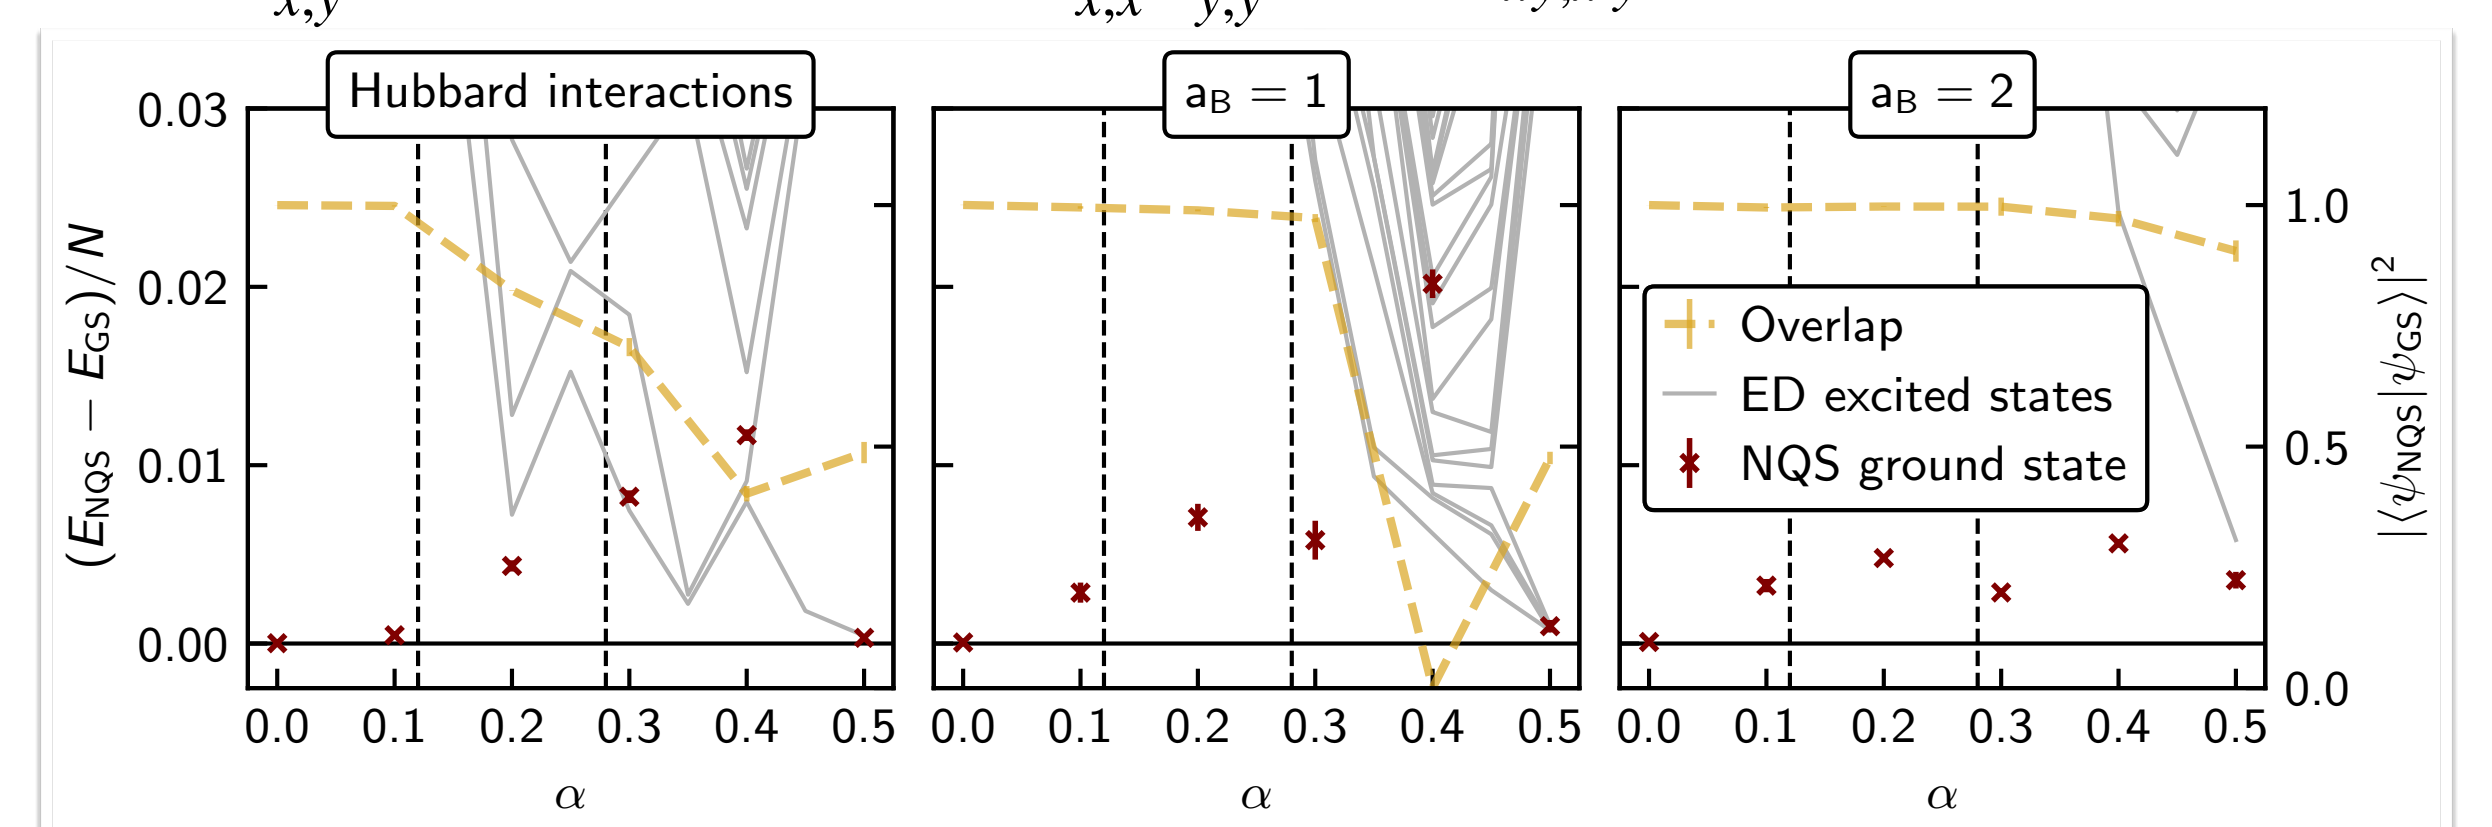 x,y x,x y,y
Hubbard interactions
a_B = 1
a_B = 2
(E_NQS − E_GS)/N
0.03
0.02
0.01
0.00
0.0 0.1 0.2 0.3 0.4 0.5
α
0.0 0.1 0.2 0.3 0.4 0.5
α
Overlap
ED excited states
NQS ground state
0.0 0.1 0.2 0.3 0.4 0.5
α
1.0
0.5
0.0
|⟨ψ_NQS|ψ_GS⟩|²